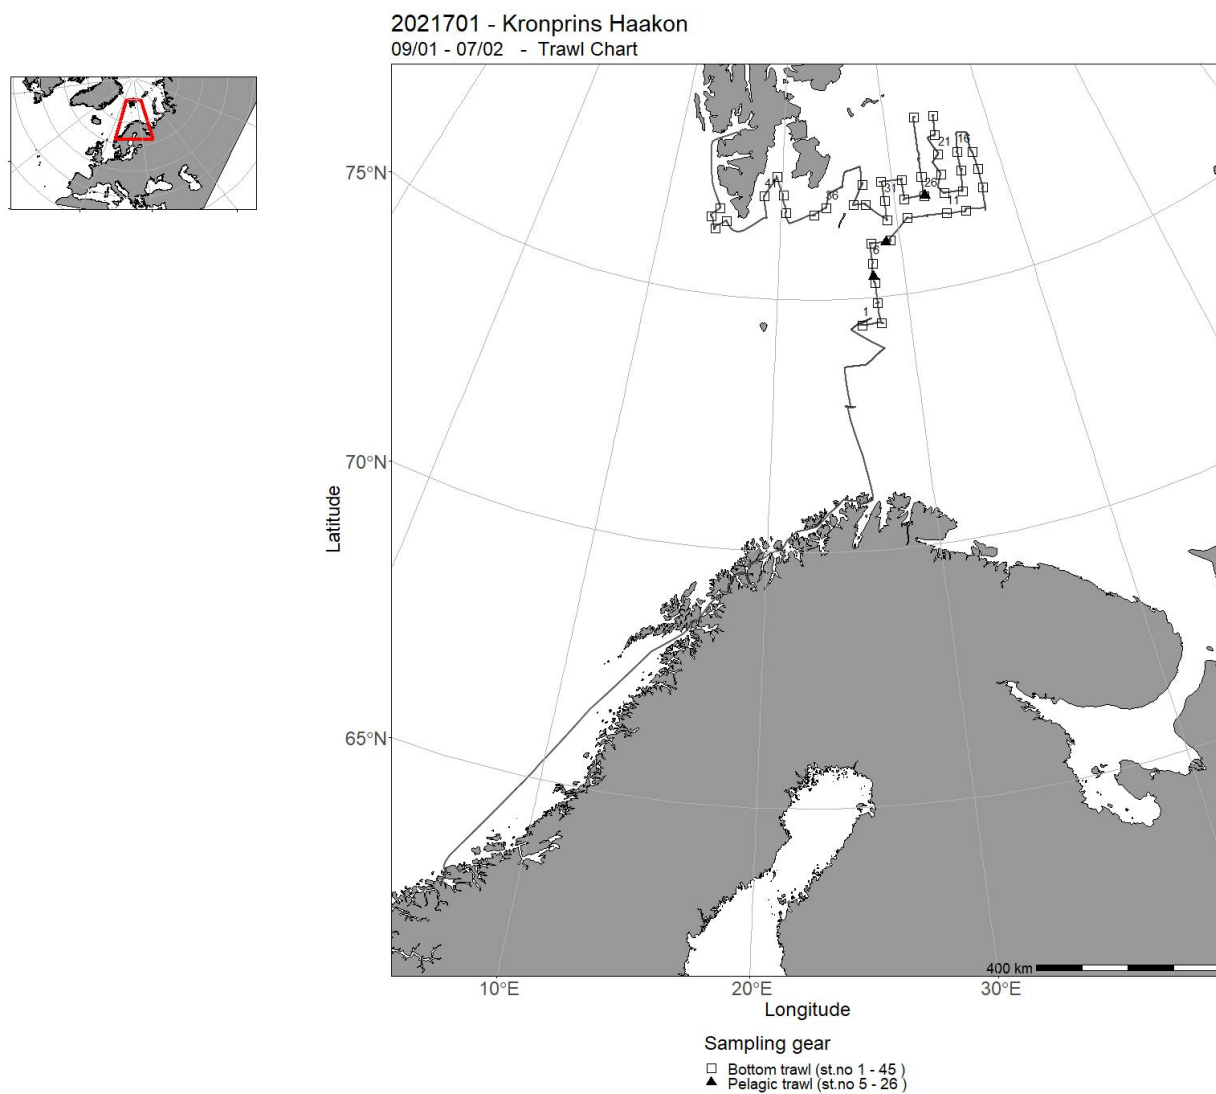 2021701 - Kronprins Haakon
09/01 - 07/02 - Trawl Chart
75°N
70°N
65°N
Latitude
16
21
26
11
31
36
41
6
1
400 km
10°E
20°E
30°E
Longitude
Sampling gear
Bottom trawl (st.no 1 - 45 )
Pelagic trawl (st.no 5 - 26 )